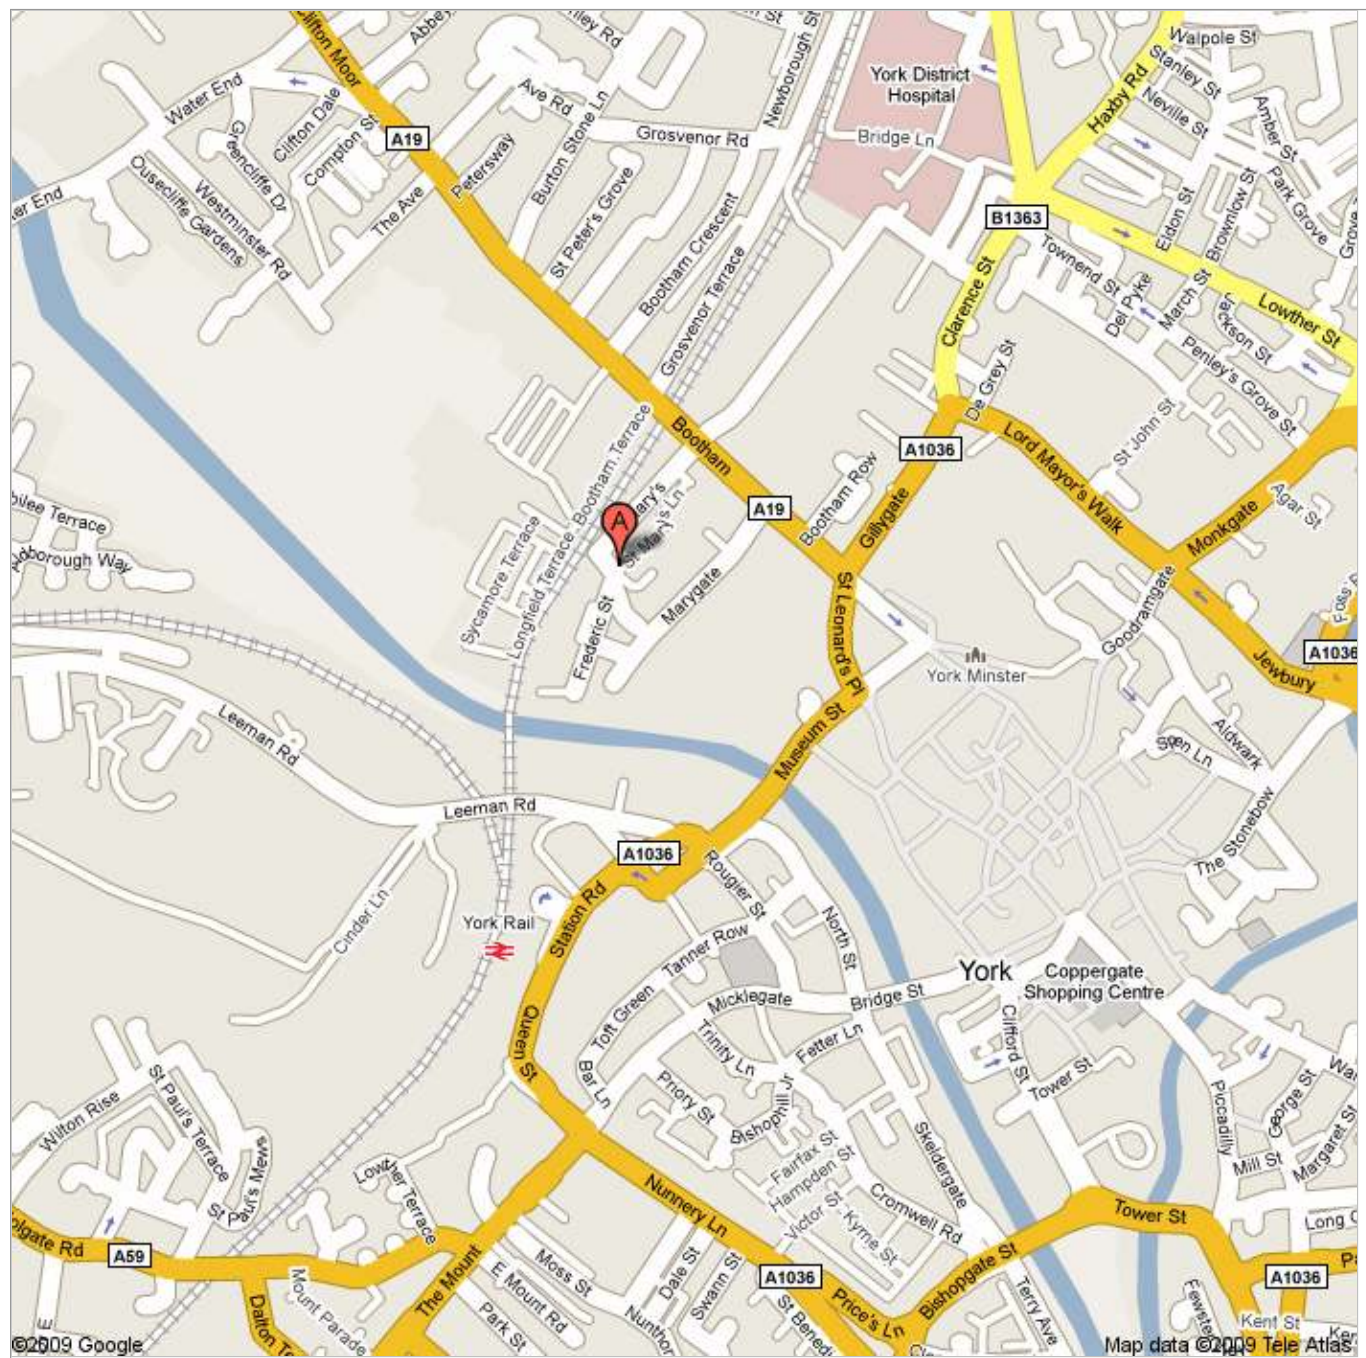 Clifton Moor
Abbey
Ave Rd
Newborough St
York District
Hospital
Walpole St
Stanley St
Haxby Rd
Neville St
Amber St
Water End
Greencliffe Dr
Clifton Dale
Compton St
A19
Petersway
Burton Stone Ln
Grosvenor Rd
Bridge Ln
Ousecliffe Gardens
Westminster Rd
The Ave
St Peter's Grove
Bootham Crescent
Grosvenor Terrace
B1363
Eldon St
Brownlow St
Park Grove
Townend St
Del Pyke
March St
Jackson St
Lowther St
Clarence St
Penley's Grove St
De Grey St
St John St
Bootham Terrace
Bootham
A1036
Lord Mayor's Walk
Monkgate
Agar St
A
St Mary's Ln
A19
Bootham Row
Gillygate
Sycamore Terrace
Longfield Terrace
Frederic St
Marygate
St Leonard's Pl
Goodramgate
York Minster
A1036
Jewbury
Leeman Rd
Museum St
Aldwark
The Stonebow
Leeman Rd
A1036
Rougier St
Cinder Ln
York Rail
Station Rd
Tanner Row
North St
York
Coppergate
Shopping Centre
Toft Green
Micklegate
Bridge St
Queen St
Trinity Ln
Fetter Ln
Clifford St
Tower St
Bar Ln
Priory St
Bishophill Jr
Piccadilly
George St
Margaret St
Wilton Rise
St Paul's Terrace
St Paul's Mews
Lowther Terrace
Fairfax St
Hampden St
Victor St
Kyme St
Skeldergate
Cromwell Rd
Mill St
Nunnery Ln
Tower St
A59
The Mount
Moss St
E Mount Rd
Park St
Dale St
Swann St
A1036
Price's Ln
Bishopgate St
Terry Ave
A1036
Mount Parade
Kent St
©2009 Google
Map data ©2009 Tele Atlas